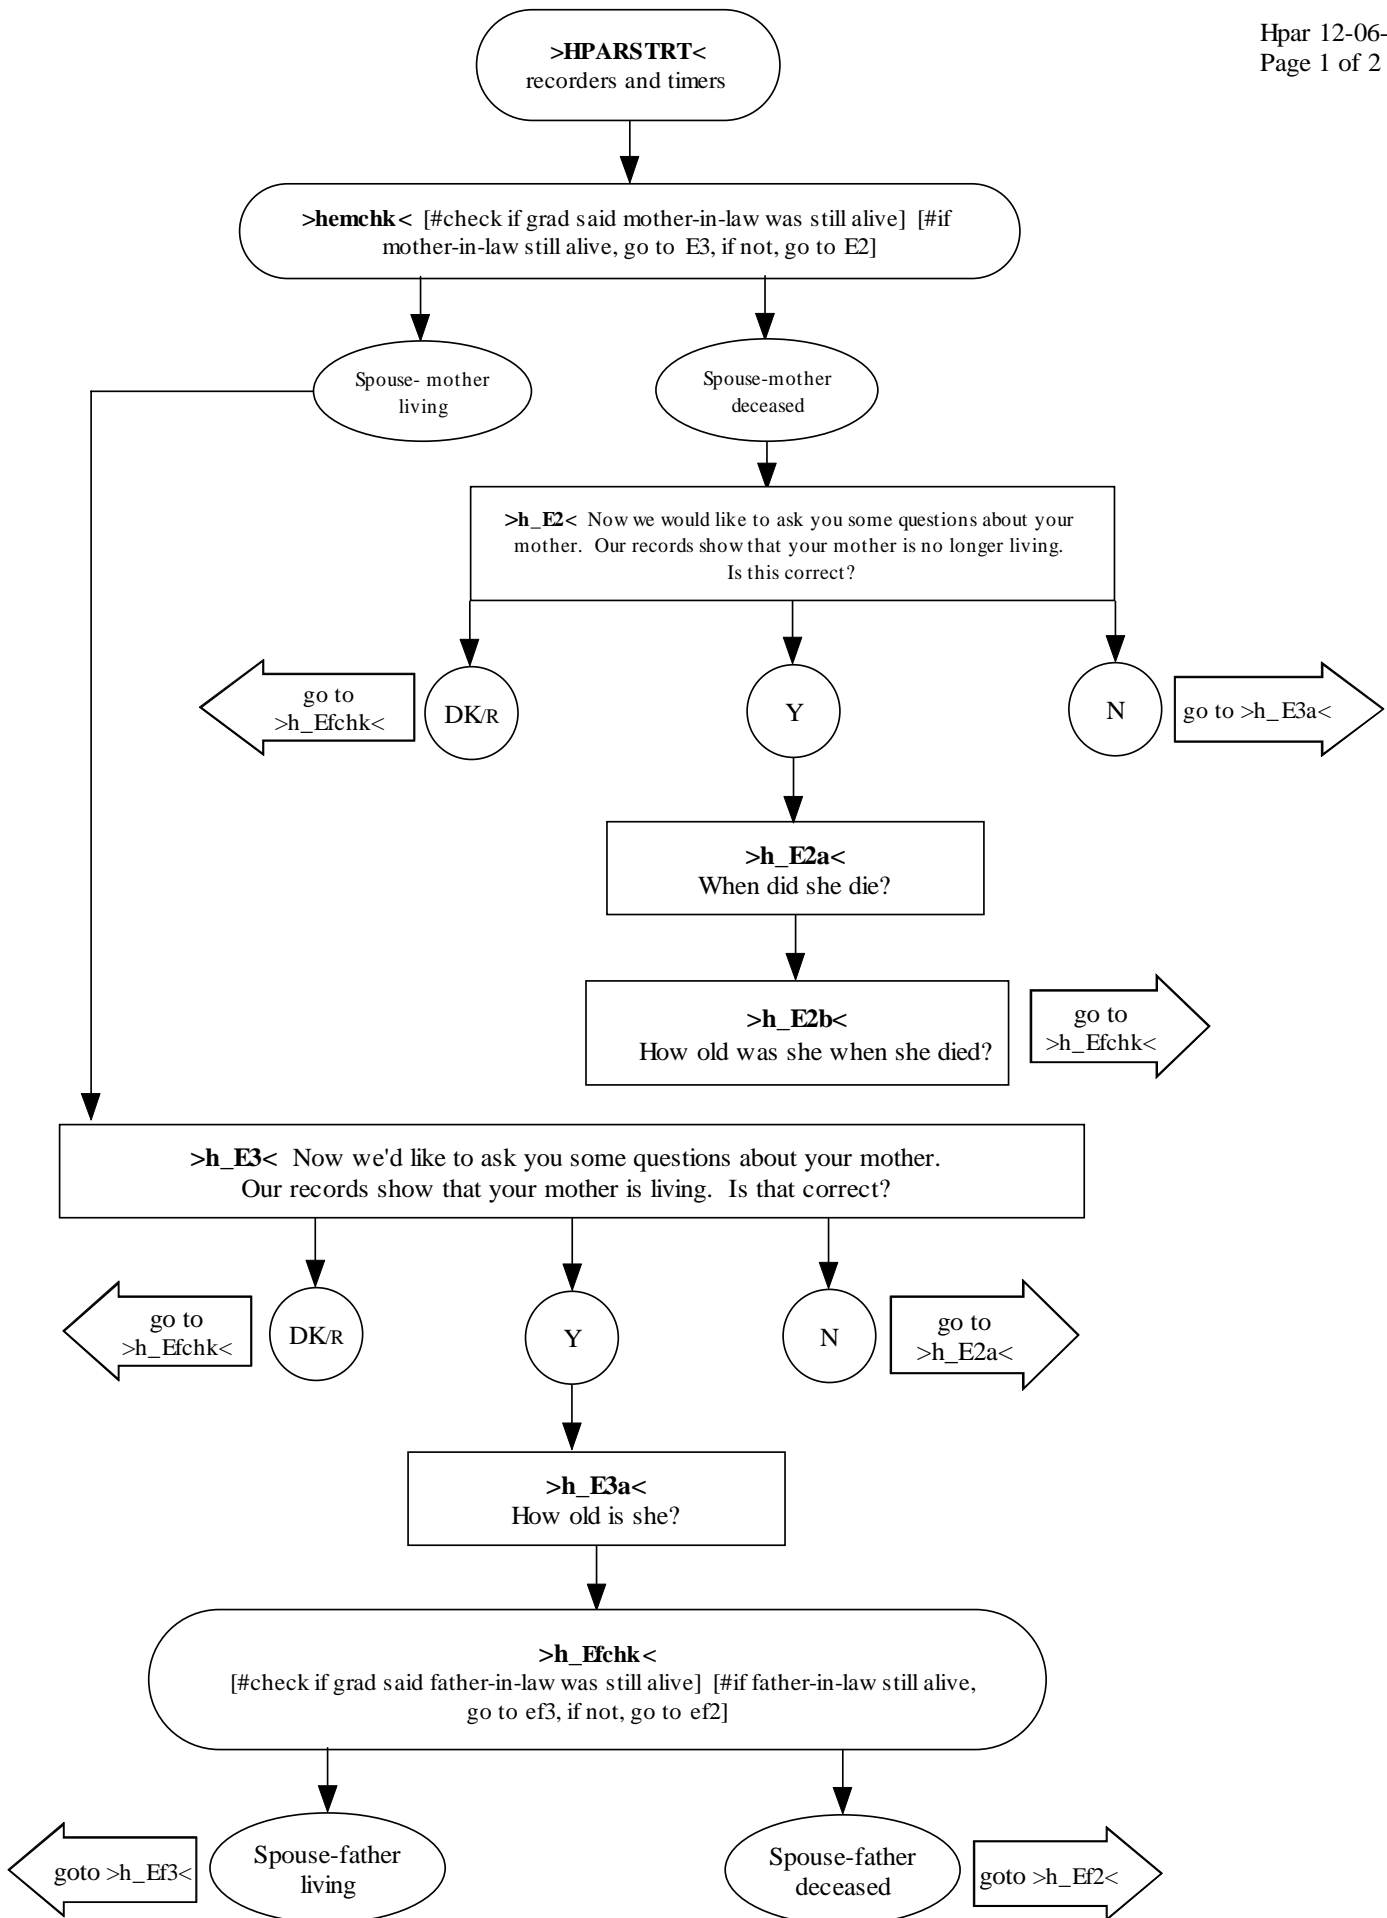 Hpar 12-06-
Page 1 of 2
>HPARSTRT<
recorders and timers
>hemchk< [#check if grad said mother-in-law was still alive] [#if
mother-in-law still alive, go to E3, if not, go to E2]
Spouse- mother
living
Spouse-mother
deceased
>h_E2< Now we would like to ask you some questions about your
mother. Our records show that your mother is no longer living.
Is this correct?
go to
>h_Efchk<
DK/R
Y
N
go to >h_E3a<
>h_E2a<
When did she die?
>h_E2b<
How old was she when she died?
go to
>h_Efchk<
>h_E3< Now we'd like to ask you some questions about your mother.
Our records show that your mother is living. Is that correct?
go to
>h_Efchk<
DK/R
Y
N
go to
>h_E2a<
>h_E3a<
How old is she?
>h_Efchk<
[#check if grad said father-in-law was still alive] [#if father-in-law still alive,
go to ef3, if not, go to ef2]
goto >h_Ef3<
Spouse-father
living
Spouse-father
deceased
goto >h_Ef2<